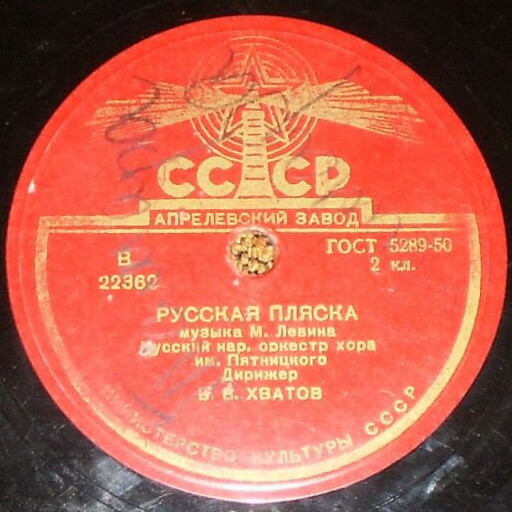 СССР
АПРЕЛЕВСКИЙ ЗАВОД
В
22362
ГОСТ 5289-50
2 кл.
РУССКАЯ ПЛЯСКА
музыка М. Левина
Русский нар. оркестр хора
им. Пятницкого
Дирижер
В. В. ХВАТОВ
МИНИСТЕРСТВО КУЛЬТУРЫ СССР